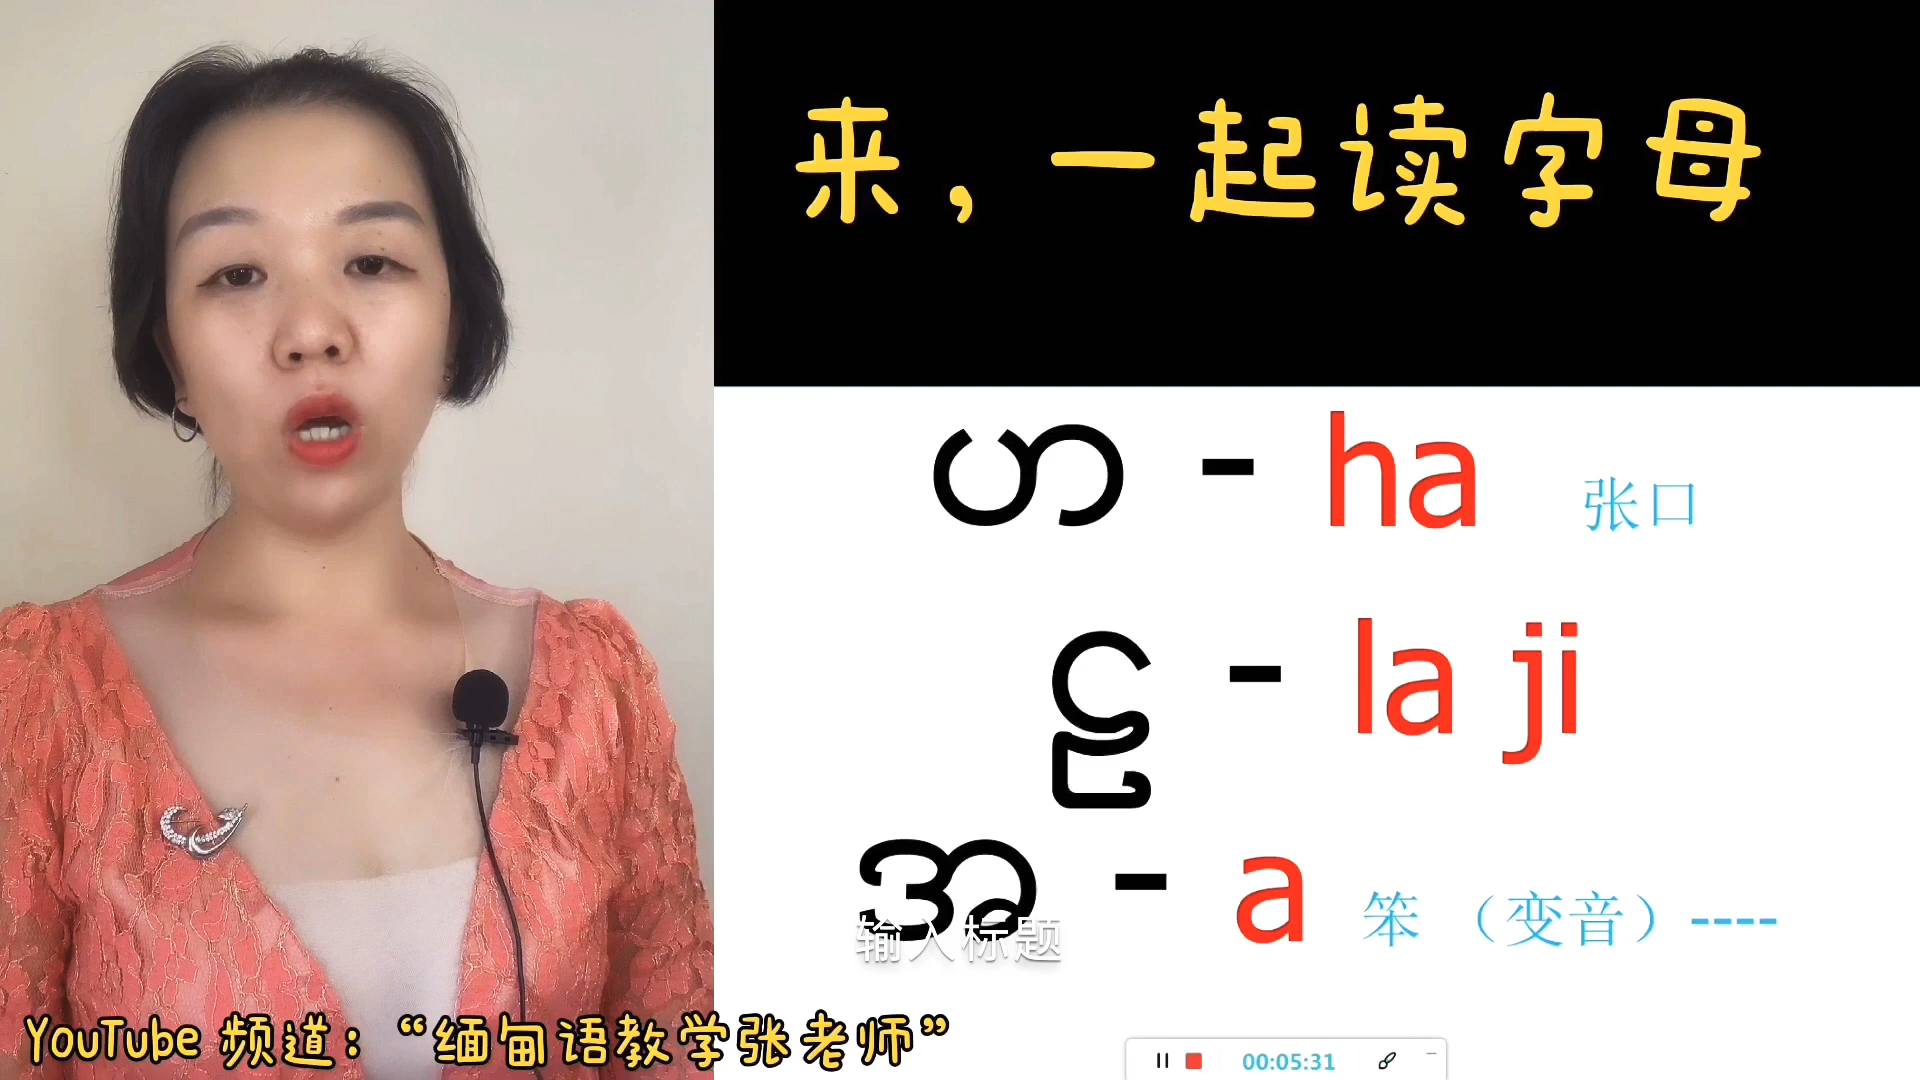 来，一起读字母
ဟ - ha 张口
ဠ - la ji
အ - a 笨 （变音）----
输入标题
YouTube 频道：“缅甸语教学张老师”
00:05:31